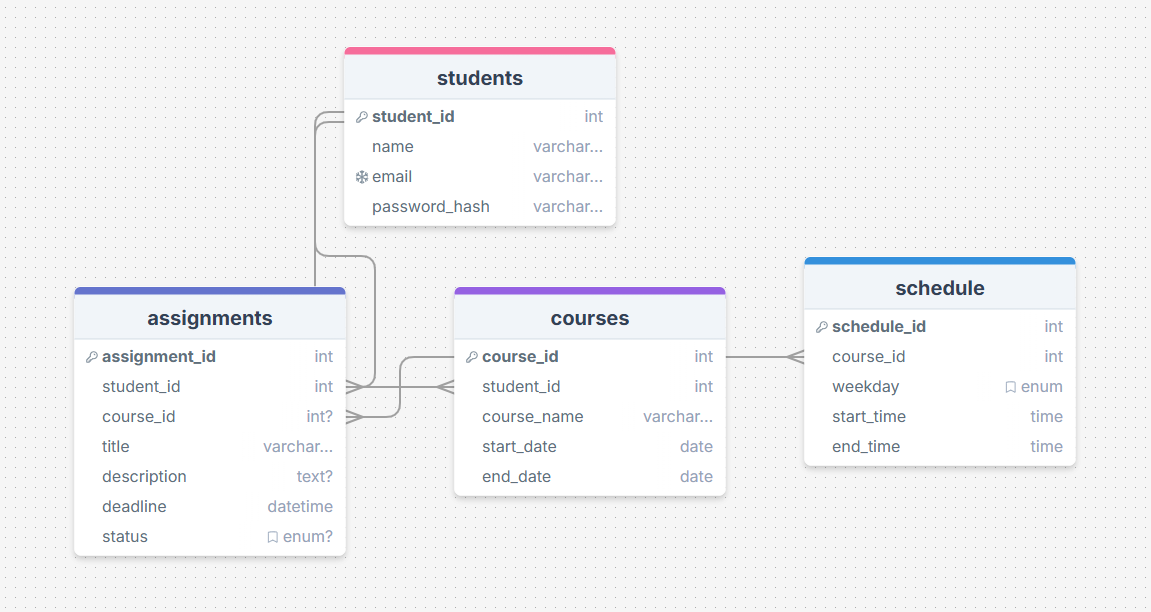 students
student_id int
name varchar...
email varchar...
password_hash varchar...
assignments
assignment_id int
student_id int
course_id int?
title varchar...
description text?
deadline datetime
status enum?
courses
course_id int
student_id int
course_name varchar...
start_date date
end_date date
schedule
schedule_id int
course_id int
weekday enum
start_time time
end_time time